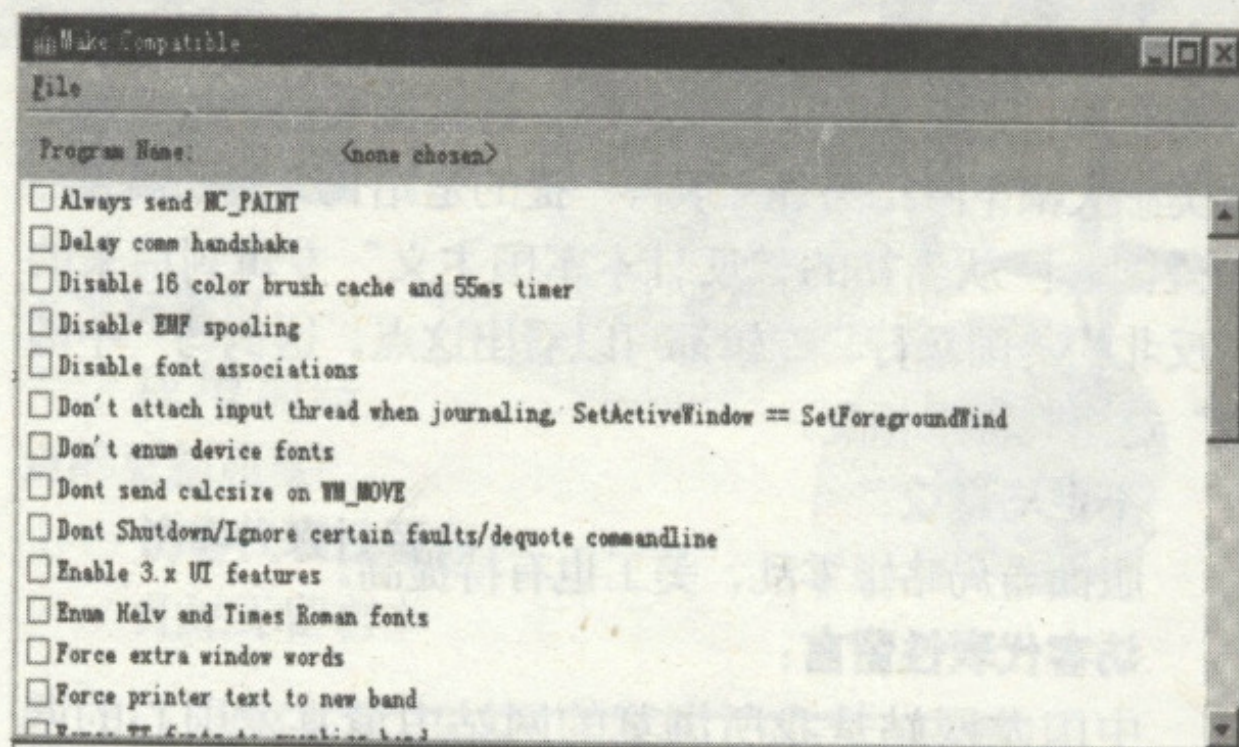 Make Compatible
File
Program Name: <none chosen>
Always send NC_PAINT
Delay comm handshake
Disable 16 color brush cache and 55ms timer
Disable EMF spooling
Disable font associations
Don't attach input thread when journaling, SetActiveWindow == SetForegroundWind
Don't enum device fonts
Dont send calcsize on WM_MOVE
Dont Shutdown/Ignore certain faults/dequote commandline
Enable 3.x UI features
Enum Helv and Times Roman fonts
Force extra window words
Force printer text to new band